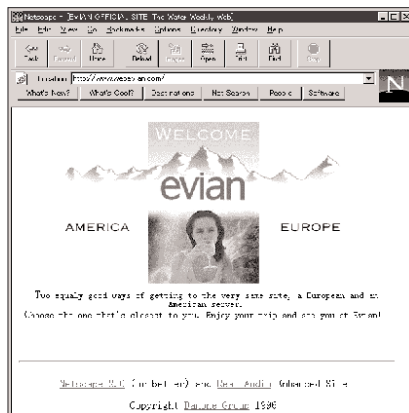 Netscape - [EVIAN OFFICIAL SITE The Water Weekly Web]
File Edit View Go Bookmarks Options Directory Window Help
Back Forward Home Reload Images Open Print Find Stop
Location: http://www.evian.com/
What's New? What's Cool? Destinations Net Search People Software
N
WELCOME
evian
AMERICA EUROPE
Two equaly good ways of getting to the very same site, a European and an
American server.
Choose the one that's closest to you. Enjoy your trip and see you at Evian!
Netscape 3.0 (or better) and Real Audio Enhanced Site
Copyright Danone Group 1996